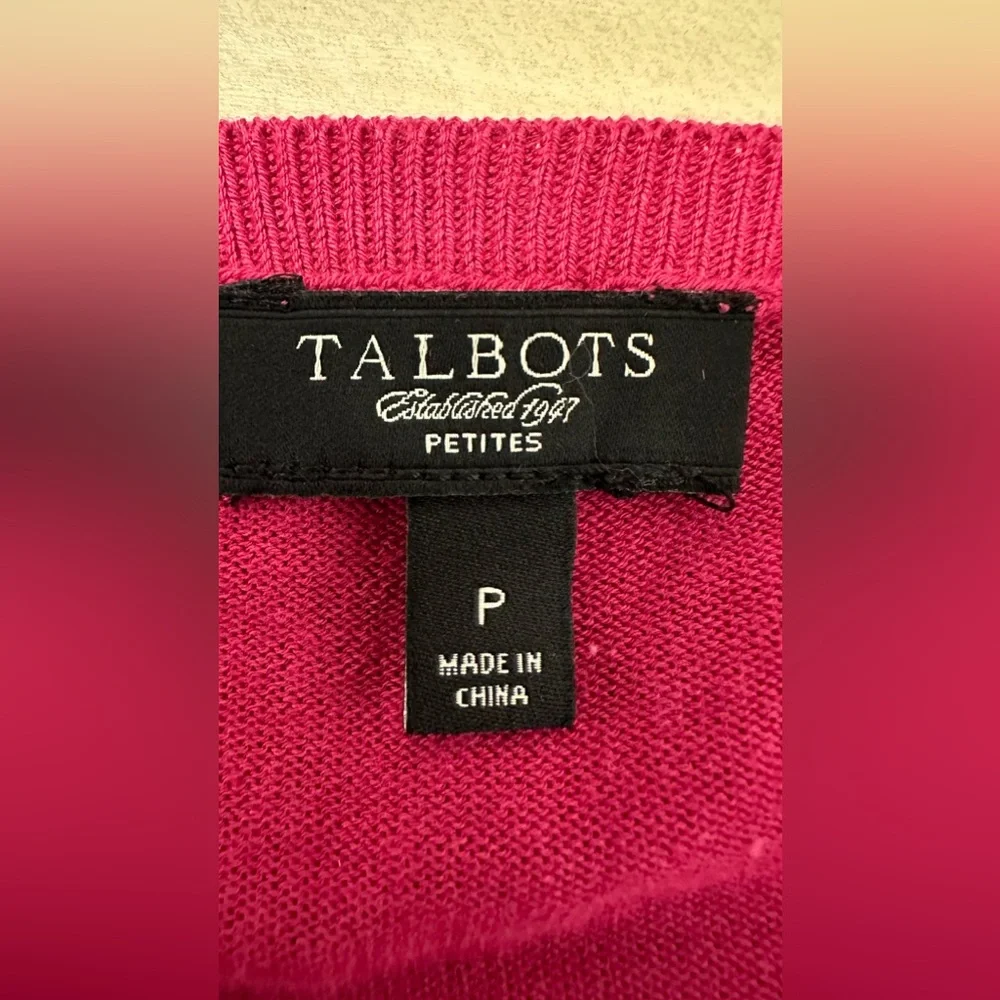 TALBOTS
Established 1947
PETITES
P
MADE IN
CHINA